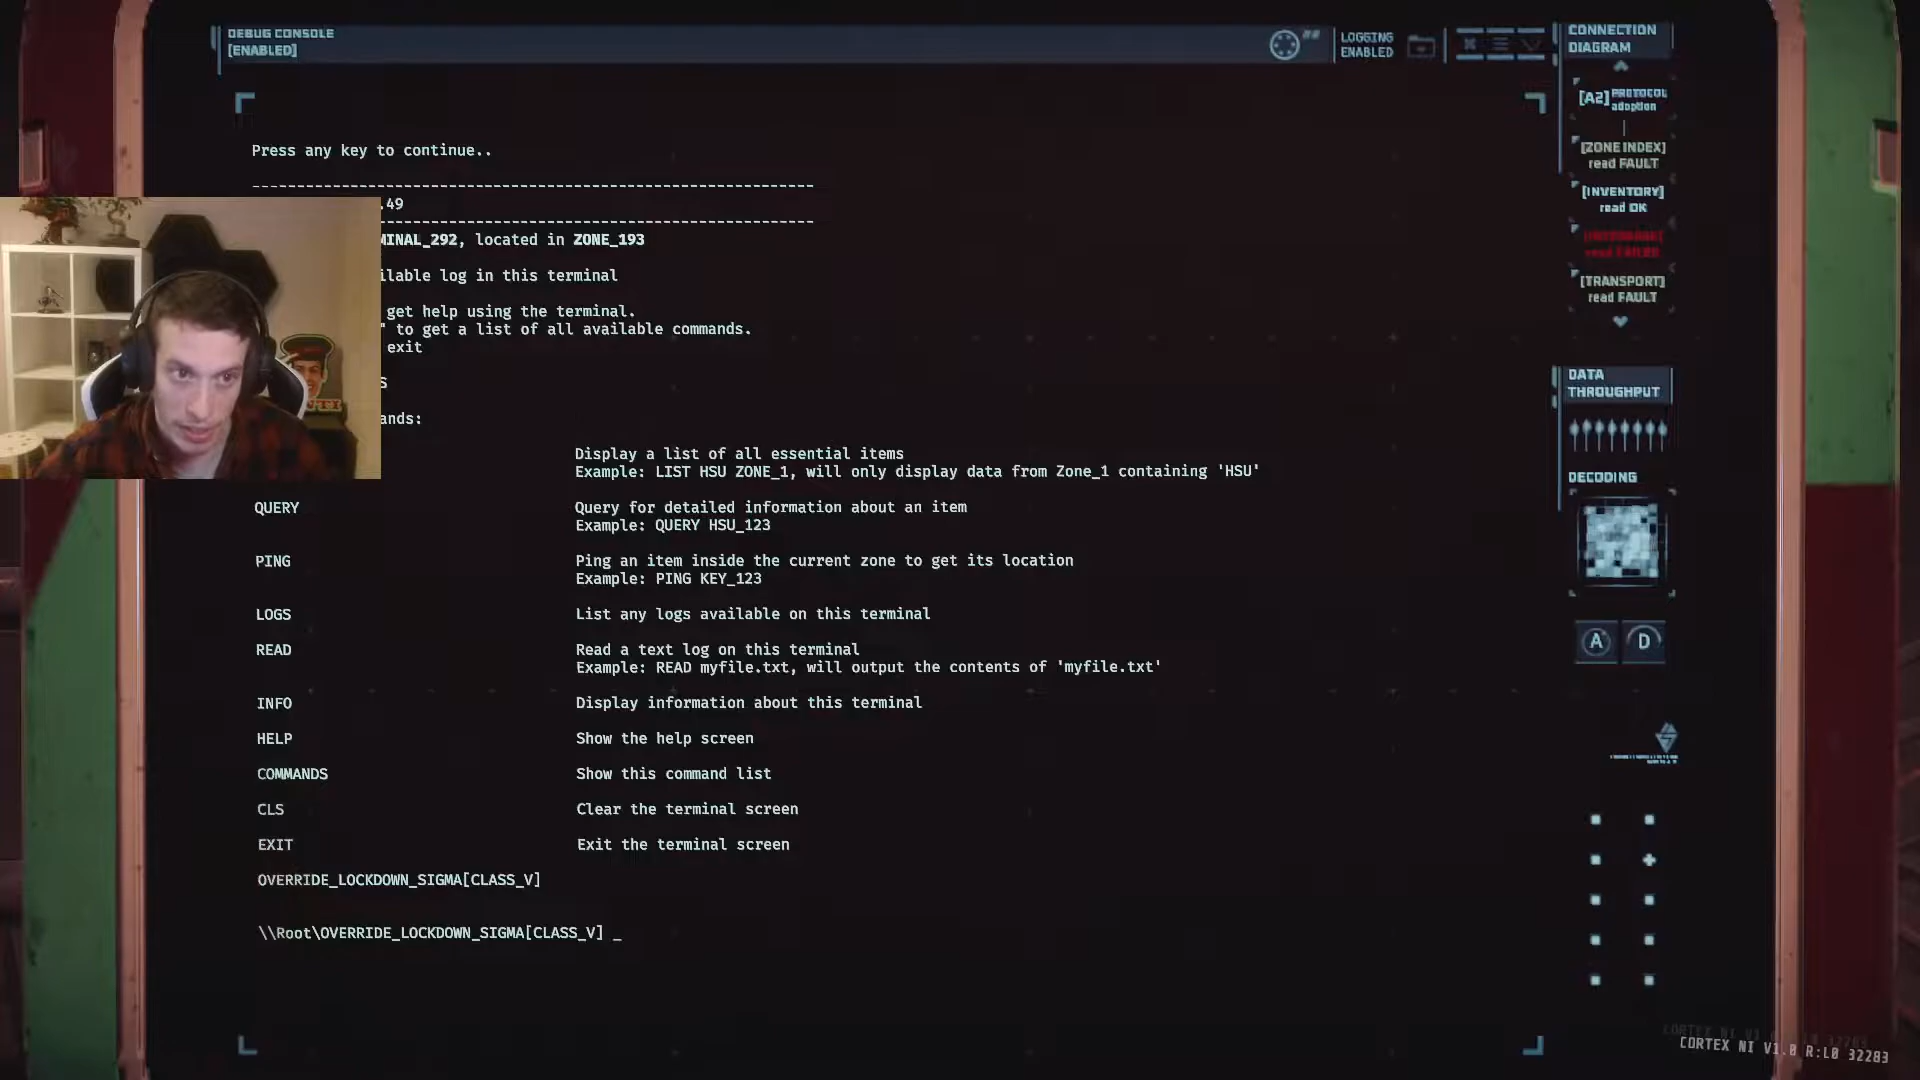 DEBUG CONSOLE
[ENABLED]
LOGGING
ENABLED
CONNECTION
DIAGRAM
[A2] PROTOCOL
adoption
[ZONE INDEX]
read FAULT
[INVENTORY]
read OK
read FAILED
[TRANSPORT]
read FAULT
DATA
THROUGHPUT
DECODING
A D
Press any key to continue..
--------------------------------------------------------------- 
.49
MINAL_292, located in ZONE_193
ilable log in this terminal
get help using the terminal.
" to get a list of all available commands.
exit
S
ands:
Display a list of all essential items
Example: LIST HSU ZONE_1, will only display data from Zone_1 containing 'HSU'
QUERY Query for detailed information about an item
Example: QUERY HSU_123
PING Ping an item inside the current zone to get its location
Example: PING KEY_123
LOGS List any logs available on this terminal
READ Read a text log on this terminal
Example: READ myfile.txt, will output the contents of 'myfile.txt'
INFO Display information about this terminal
HELP Show the help screen
COMMANDS Show this command list
CLS Clear the terminal screen
EXIT Exit the terminal screen
OVERRIDE_LOCKDOWN_SIGMA[CLASS_V]
\\Root\OVERRIDE_LOCKDOWN_SIGMA[CLASS_V] _
CORTEX NI V1.0 R:L0 32283